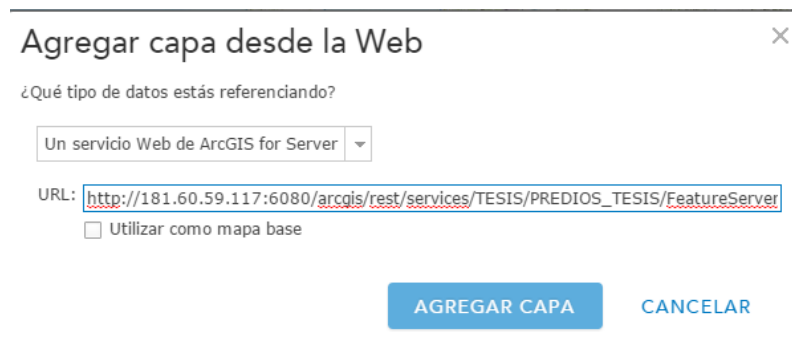 Agregar capa desde la Web
¿Qué tipo de datos estás referenciando?
Un servicio Web de ArcGIS for Server
URL: http://181.60.59.117:6080/arcgis/rest/services/TESIS/PREDIOS_TESIS/FeatureServer
Utilizar como mapa base
AGREGAR CAPA CANCELAR